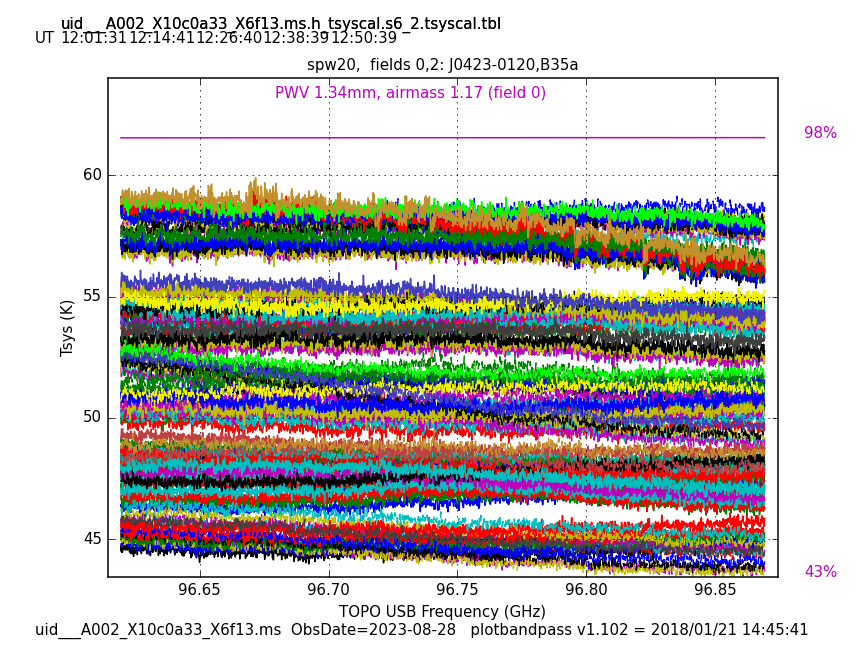 uid___A002_X10c0a33_X6f13.ms.h_tsyscal.s6_2.tsyscal.tbl
UT 12:01:31 12:14:41 12:26:40 12:38:39 12:50:39
spw20, fields 0,2: J0423-0120,B35a
PWV 1.34mm, airmass 1.17 (field 0)
98%
60
55
Tsys (K)
50
45
43%
96.65 96.70 96.75 96.80 96.85
TOPO USB Frequency (GHz)
uid___A002_X10c0a33_X6f13.ms ObsDate=2023-08-28 plotbandpass v1.102 = 2018/01/21 14:45:41